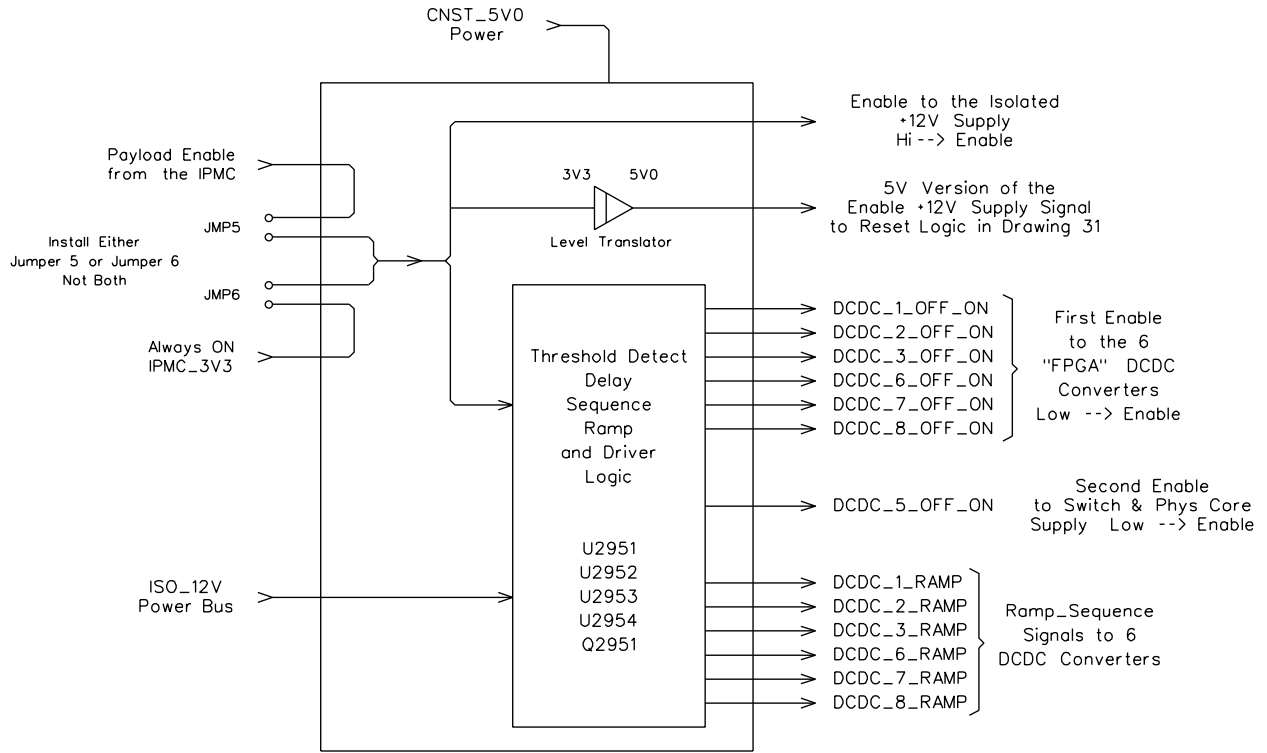 CNST_5V0
Power
Enable to the Isolated
+12V Supply
Hi --> Enable
Payload Enable
from the IPMC
3V3 5V0
5V Version of the
Enable +12V Supply Signal
to Reset Logic in Drawing 31
Level Translator
JMP5
Install Either
Jumper 5 or Jumper 6
Not Both
JMP6
Always ON
IPMC_3V3
Threshold Detect
Delay
Sequence
Ramp
and Driver
Logic
U2951
U2952
U2953
U2954
Q2951
DCDC_1_OFF_ON
DCDC_2_OFF_ON
DCDC_3_OFF_ON
DCDC_6_OFF_ON
DCDC_7_OFF_ON
DCDC_8_OFF_ON
First Enable
to the 6
"FPGA" DCDC
Converters
Low --> Enable
DCDC_5_OFF_ON
Second Enable
to Switch & Phys Core
Supply Low --> Enable
ISO_12V
Power Bus
DCDC_1_RAMP
DCDC_2_RAMP
DCDC_3_RAMP
DCDC_6_RAMP
DCDC_7_RAMP
DCDC_8_RAMP
Ramp_Sequence
Signals to 6
DCDC Converters